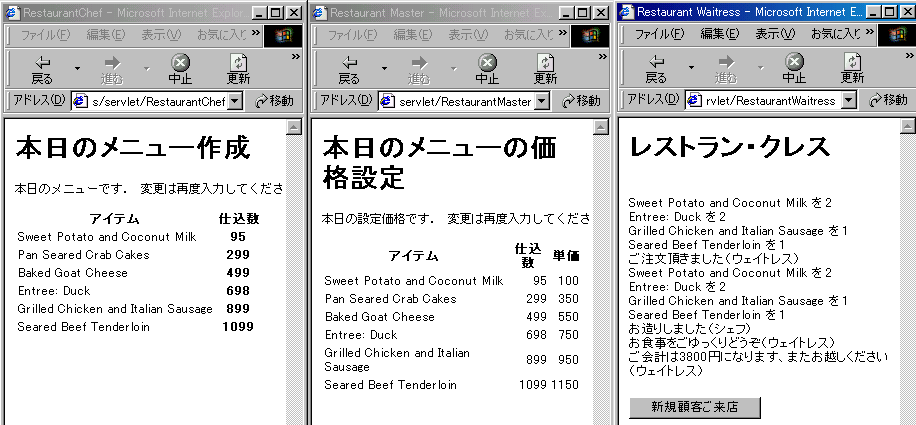 RestaurantChef - Microsoft Internet Explor
ファイル(F) 編集(E) 表示(V) お気に入り »
戻る 進む 中止 更新 »
アドレス(D) s/servlet/RestaurantChef 移動
本日のメニュー作成
本日のメニューです． 変更は再度入力してくださ
アイテム 仕込数
Sweet Potato and Coconut Milk 95
Pan Seared Crab Cakes 299
Baked Goat Cheese 499
Entree: Duck 698
Grilled Chicken and Italian Sausage 899
Seared Beef Tenderloin 1099
Restaurant Master - Microsoft Internet Explor
ファイル(F) 編集(E) 表示(V) お気に入り »
戻る 進む 中止 更新 »
アドレス(D) servlet/RestaurantMaster 移動
本日のメニューの価
格設定
本日の設定価格です． 変更は再度入力してくださ
アイテム 仕込
数 単価
Sweet Potato and Coconut Milk 95 100
Pan Seared Crab Cakes 299 350
Baked Goat Cheese 499 550
Entree: Duck 698 750
Grilled Chicken and Italian
Sausage 899 950
Seared Beef Tenderloin 1099 1150
Restaurant Waitress - Microsoft Internet E...
ファイル(F) 編集(E) 表示(V) お気に入り »
戻る 進む 中止 更新 »
アドレス(D) rvlet/RestaurantWaitress 移動
レストラン・クレス
Sweet Potato and Coconut Milk を2
Entree: Duck を2
Grilled Chicken and Italian Sausage を1
Seared Beef Tenderloin を1
ご注文頂きました(ウェイトレス)
Sweet Potato and Coconut Milk を2
Entree: Duck を2
Grilled Chicken and Italian Sausage を1
Seared Beef Tenderloin を1
お造りしました(シェフ)
お食事をごゆっくりどうぞ(ウェイトレス)
ご会計は3800円になります、またお越しください
(ウェイトレス)
新規顧客ご来店